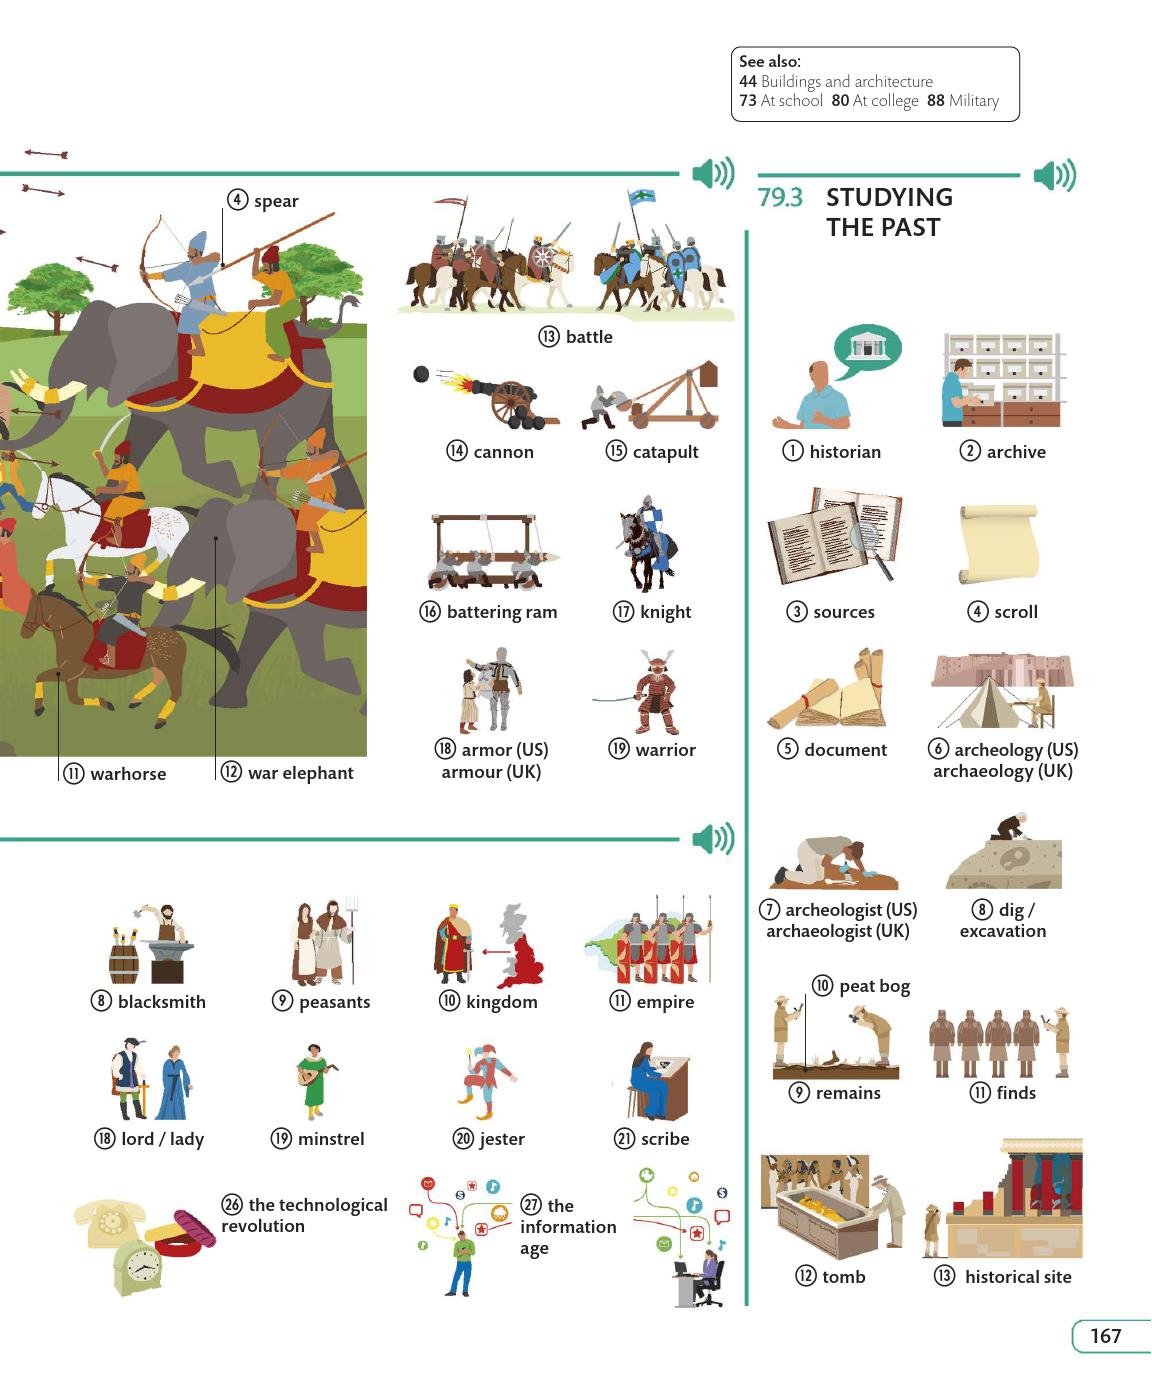 See also:
44 Buildings and architecture
73 At school 80 At college 88 Military
4 spear
11 warhorse
12 war elephant
13 battle
14 cannon
15 catapult
16 battering ram
17 knight
18 armor (US)
armour (UK)
19 warrior
8 blacksmith
9 peasants
10 kingdom
11 empire
18 lord / lady
19 minstrel
20 jester
21 scribe
26 the technological
revolution
27 the
information
age
79.3 STUDYING
THE PAST
1 historian
2 archive
3 sources
4 scroll
5 document
6 archeology (US)
archaeology (UK)
7 archeologist (US)
archaeologist (UK)
8 dig /
excavation
10 peat bog
9 remains
11 finds
12 tomb
13 historical site
167